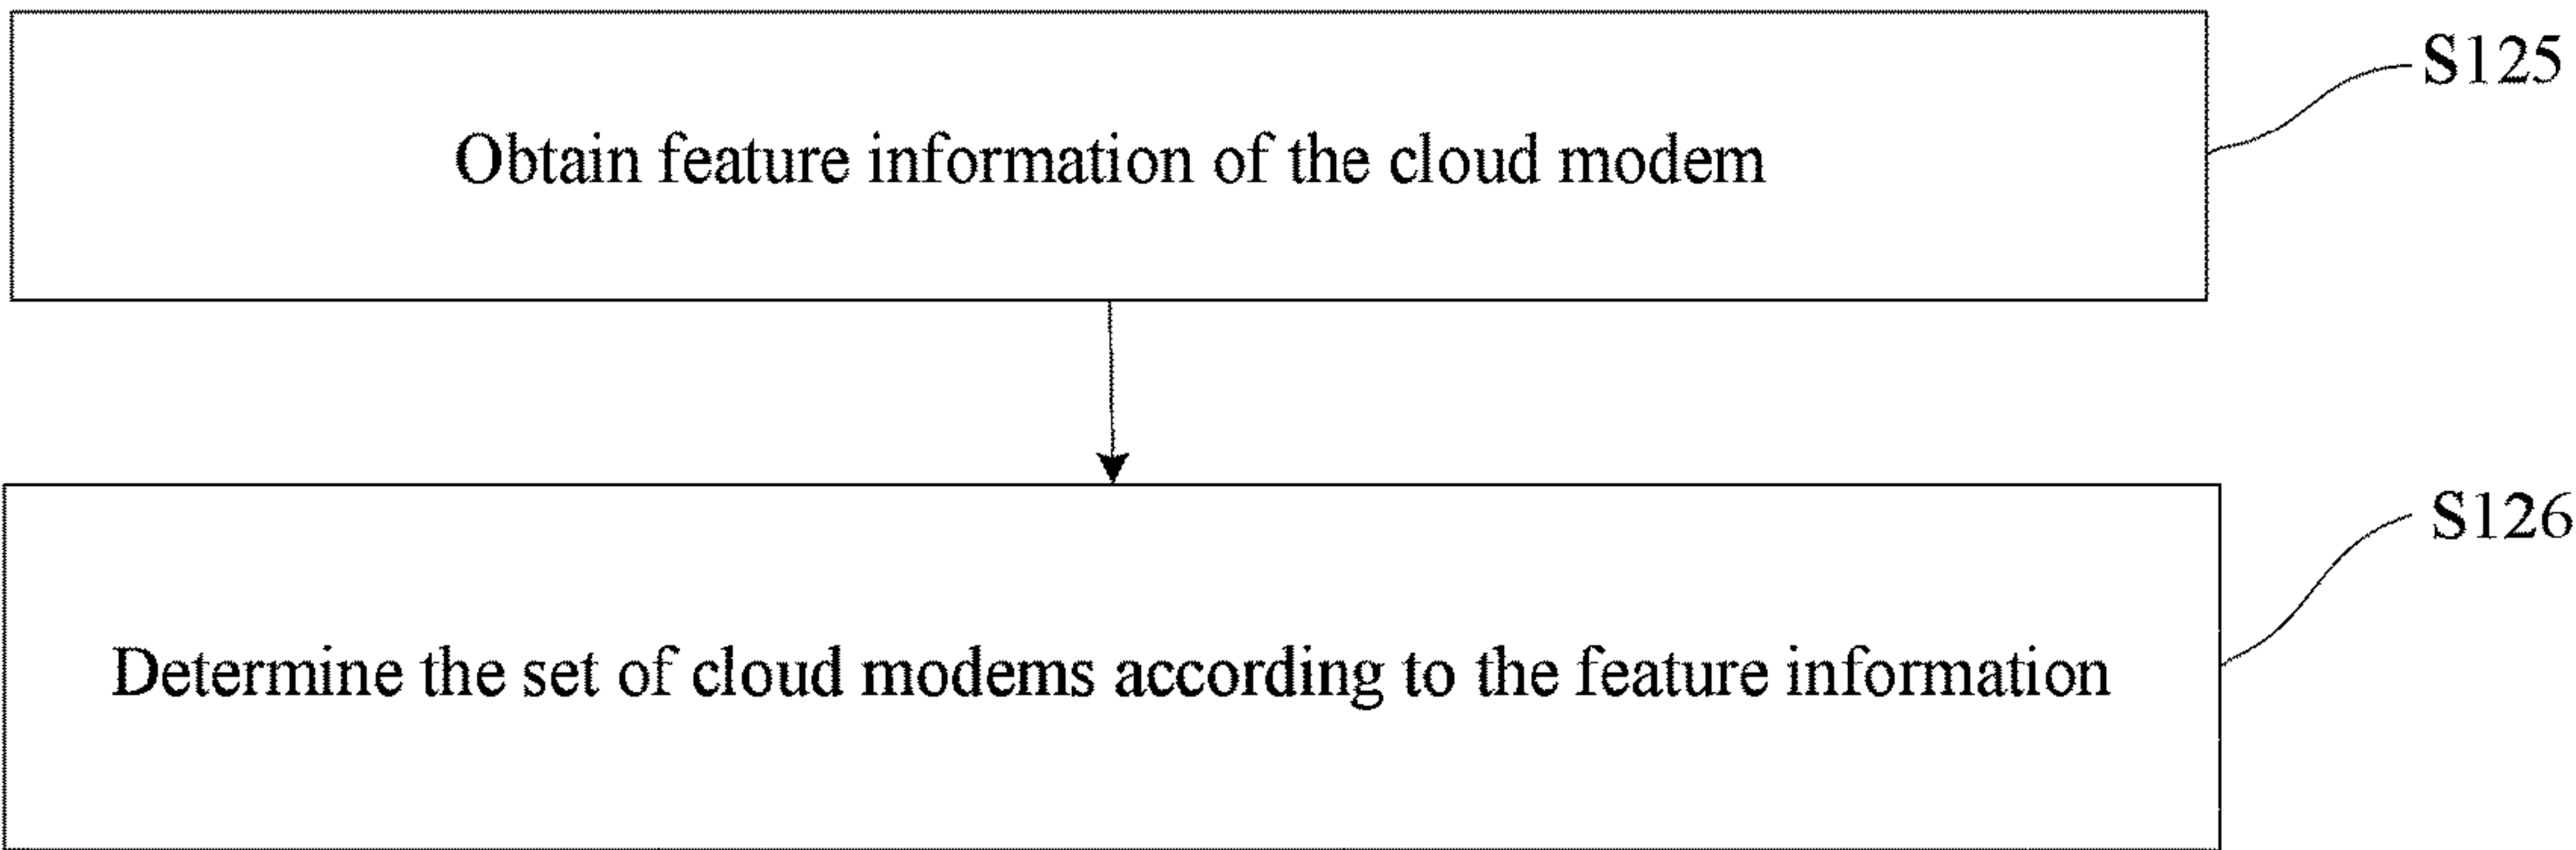 Obtain feature information of the cloud modem
S125
Determine the set of cloud modems according to the feature information
S126